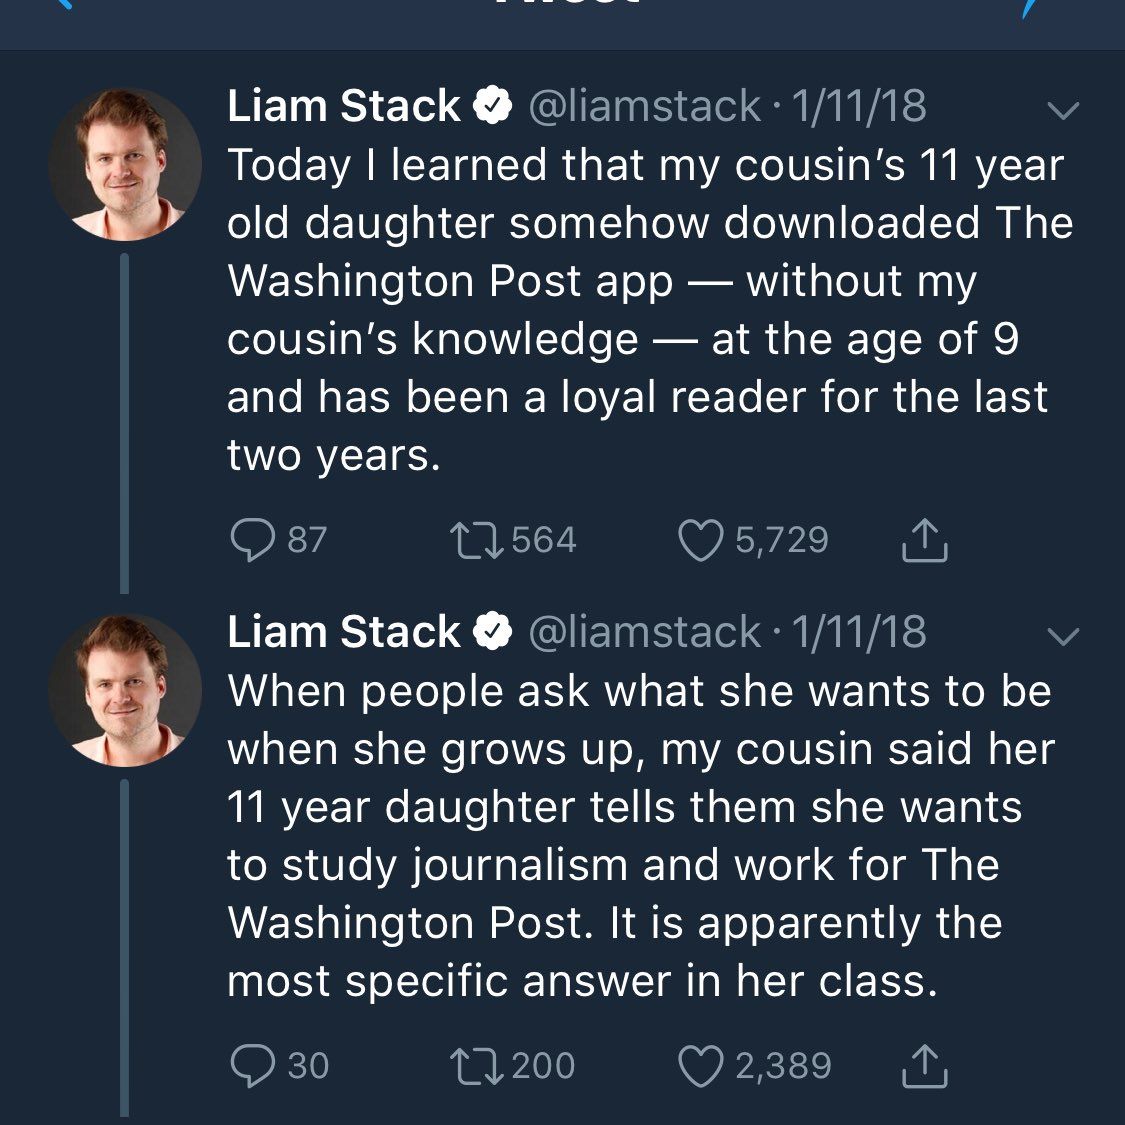 Liam Stack @liamstack · 1/11/18
Today I learned that my cousin’s 11 year
old daughter somehow downloaded The
Washington Post app — without my
cousin’s knowledge — at the age of 9
and has been a loyal reader for the last
two years.
87 564 5,729
Liam Stack @liamstack · 1/11/18
When people ask what she wants to be
when she grows up, my cousin said her
11 year daughter tells them she wants
to study journalism and work for The
Washington Post. It is apparently the
most specific answer in her class.
30 200 2,389